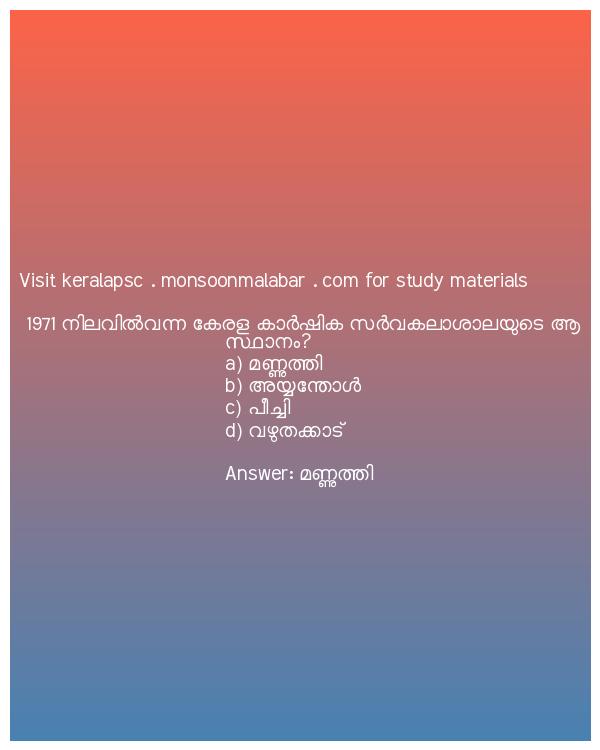 Visit keralapsc . monsoonmalabar . com for study materials
1971 നിലവിൽവന്ന കേരള കാർഷിക സർവകലാശാലയുടെ ആ
സ്ഥാനം?
a) മണ്ണുത്തി
b) അയ്യന്തോൾ
c) പീച്ചി
d) വഴുതക്കാട്
Answer: മണ്ണുത്തി